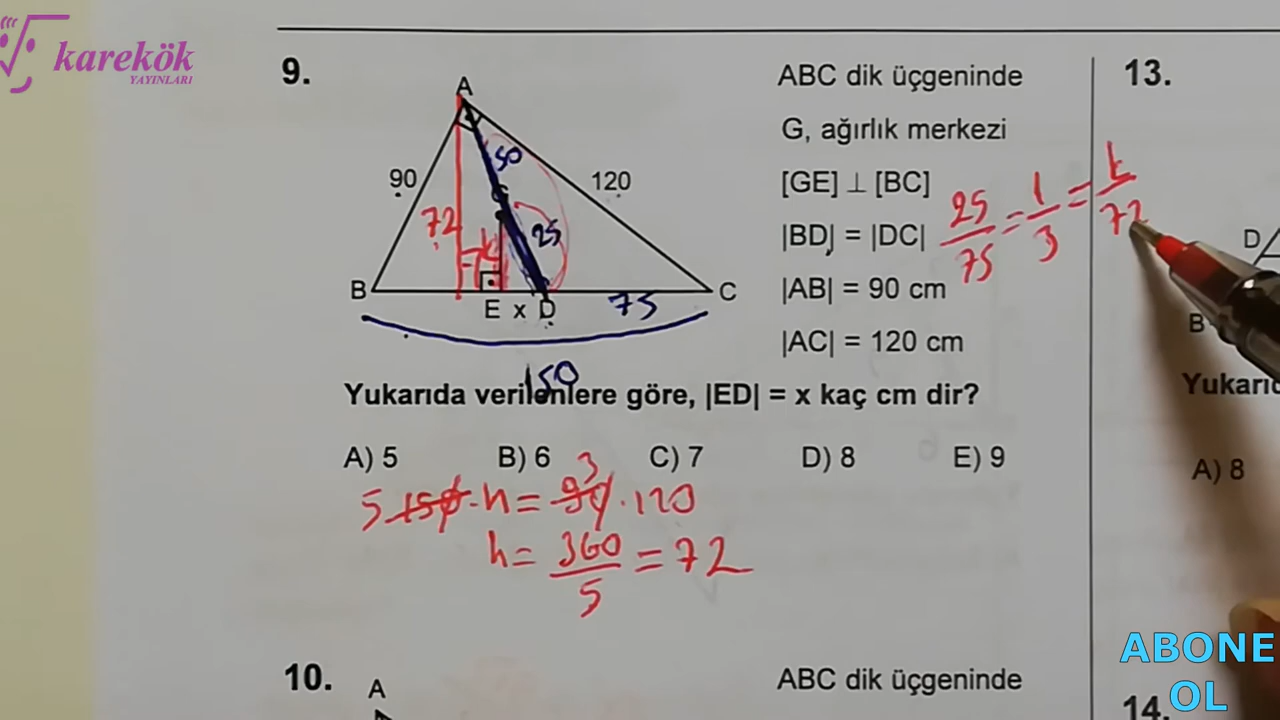 karekök
YAYINLARI
9.
A
90
120
50
G
25
72
k
B
E x D
C
75
150
ABC dik üçgeninde
G, ağırlık merkezi
[GE] ⊥ [BC]
|BD| = |DC|
|AB| = 90 cm
|AC| = 120 cm
25/75 = 1/3 = k/72
Yukarıda verilenlere göre, |ED| = x kaç cm dir?
A) 5 B) 6 C) 7 D) 8 E) 9
5 150 · h = 90 · 120
3
h = 360/5 = 72
10.
A
ABC dik üçgeninde
13.
D
B
A) 8
14.
ABONE
OL